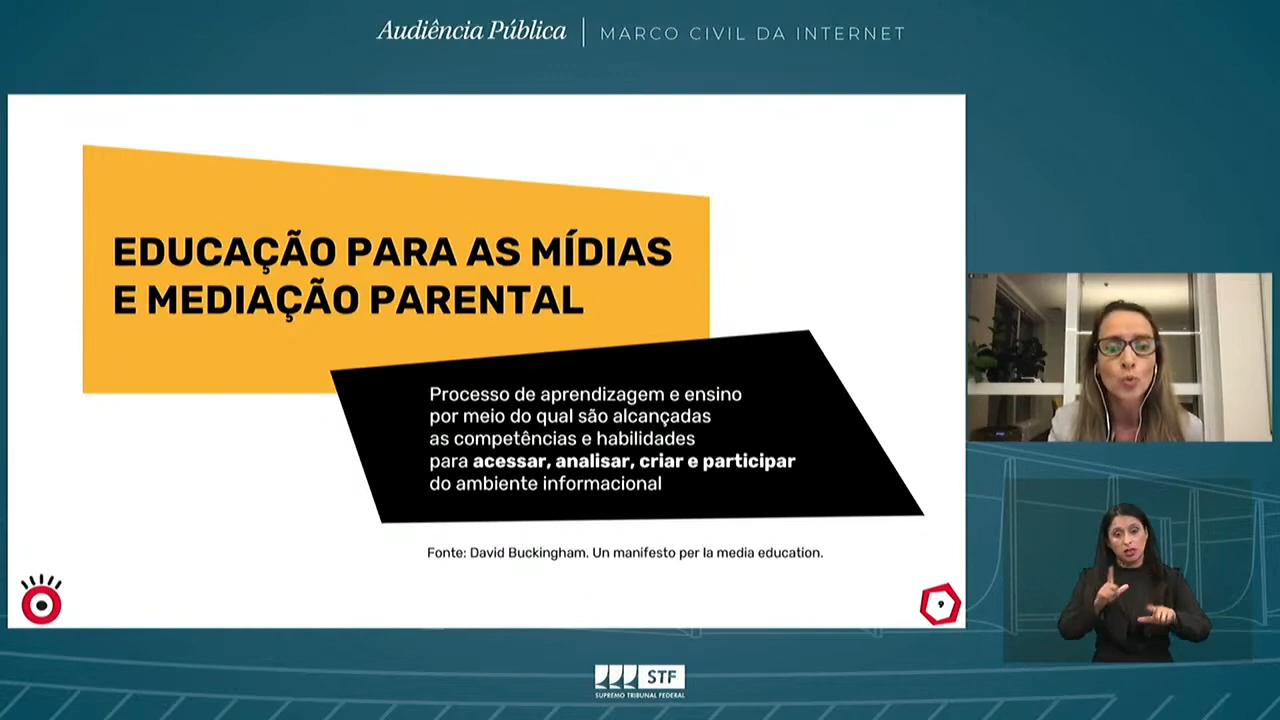 Audiência Pública | MARCO CIVIL DA INTERNET
EDUCAÇÃO PARA AS MÍDIAS
E MEDIAÇÃO PARENTAL
Processo de aprendizagem e ensino
por meio do qual são alcançadas
as competências e habilidades
para acessar, analisar, criar e participar
do ambiente informacional
Fonte: David Buckingham. Un manifesto per la media education.
9
STF
SUPREMO TRIBUNAL FEDERAL